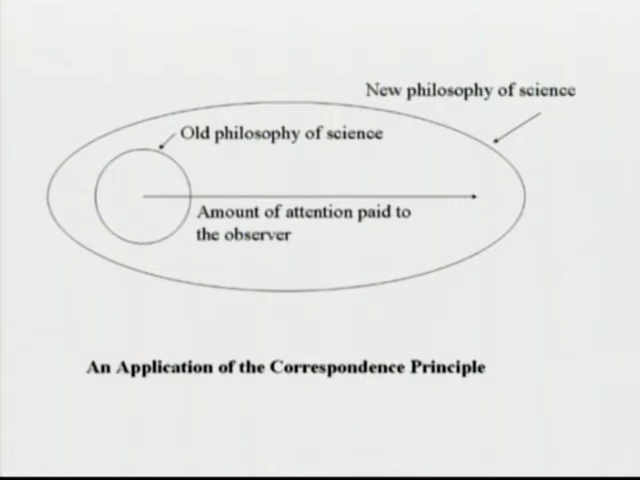 New philosophy of science
Old philosophy of science
Amount of attention paid to
the observer
An Application of the Correspondence Principle